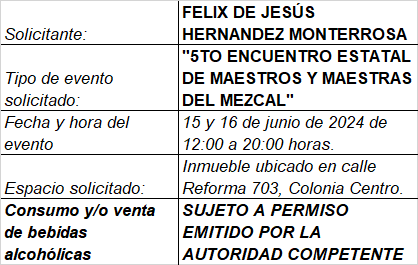 Solicitante:
FELIX DE JESÚS
HERNANDEZ MONTERROSA
Tipo de evento
solicitado:
"5TO ENCUENTRO ESTATAL
DE MAESTROS Y MAESTRAS
DEL MEZCAL"
Fecha y hora del
evento
15 y 16 de junio de 2024 de
12:00 a 20:00 horas.
Espacio solicitado:
Inmueble ubicado en calle
Reforma 703, Colonia Centro.
Consumo y/o venta
de bebidas
alcohólicas
SUJETO A PERMISO
EMITIDO POR LA
AUTORIDAD COMPETENTE